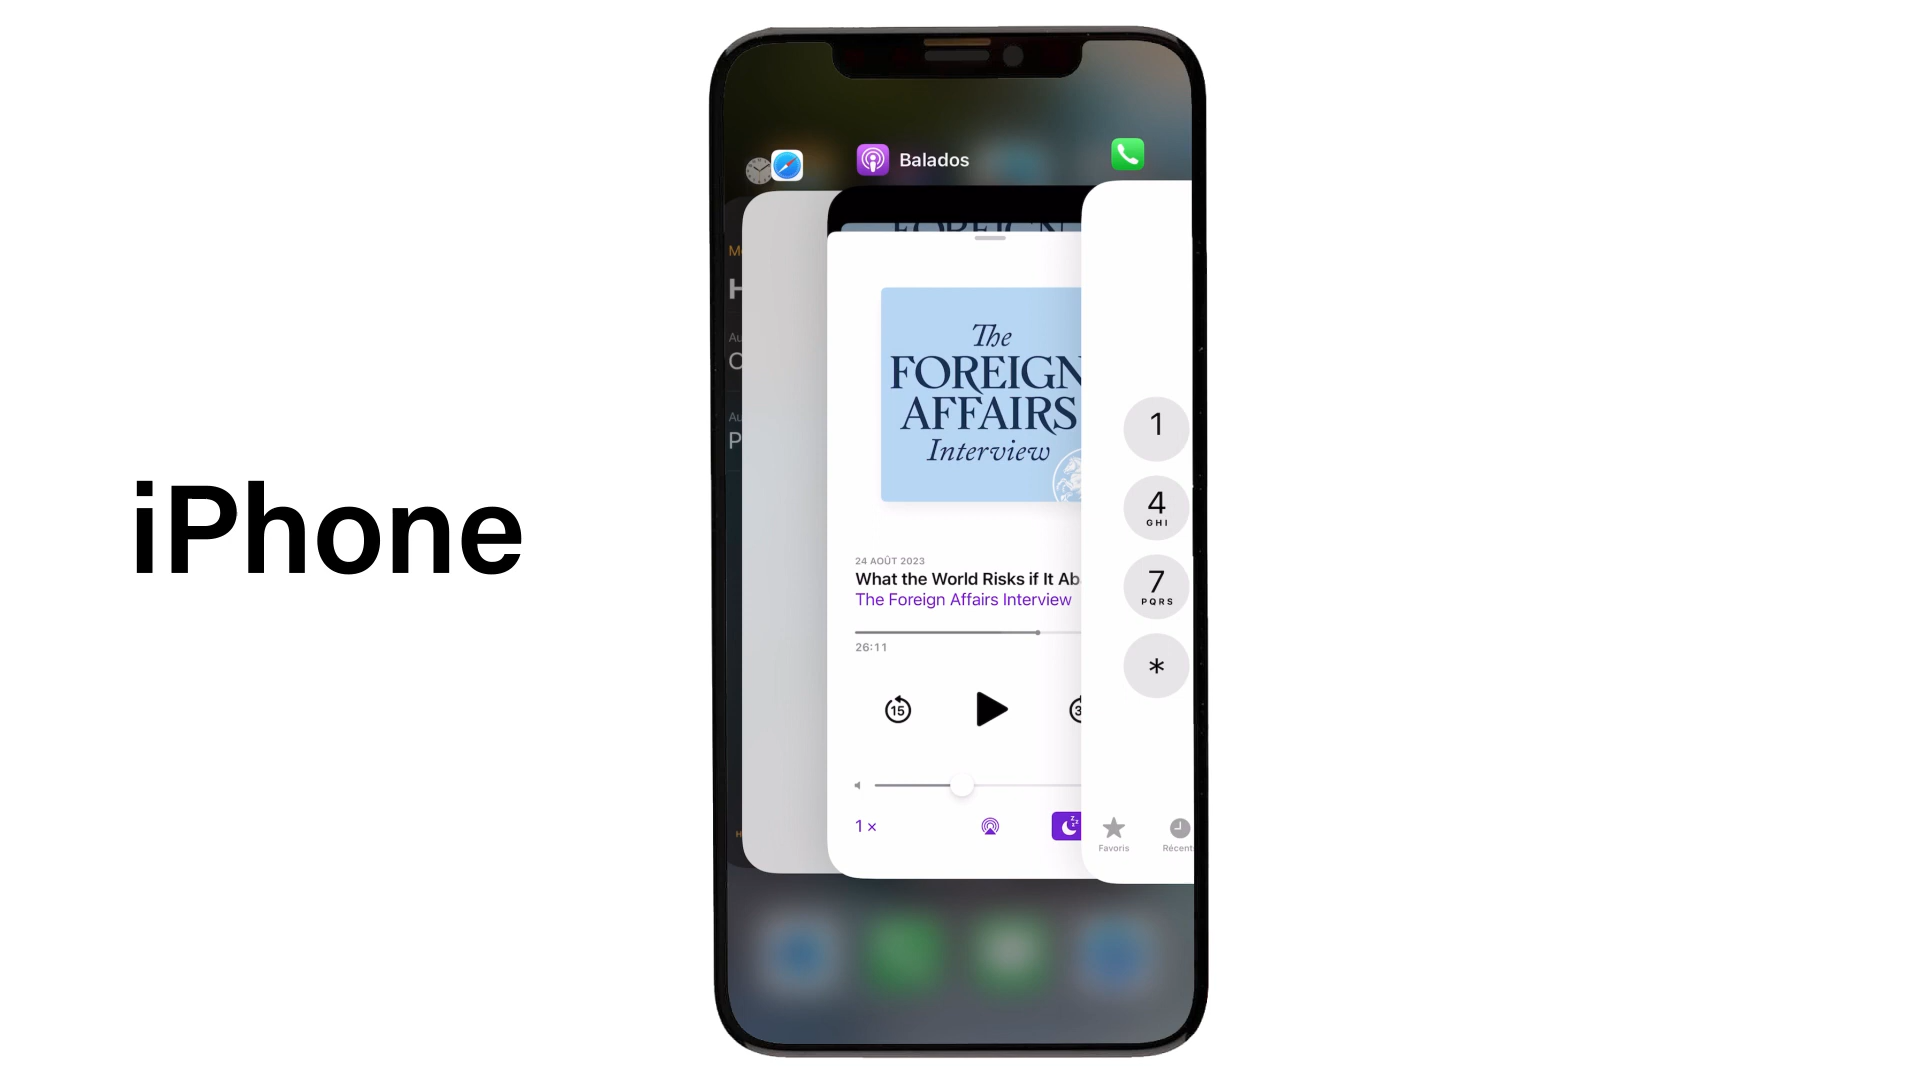 iPhone
Balados
The
FOREIGN
AFFAIRS
Interview
24 AOÛT 2023
What the World Risks if It Ab
The Foreign Affairs Interview
26:11
15
1×
1
4
GHI
7
PQRS
*
Favoris
Récent